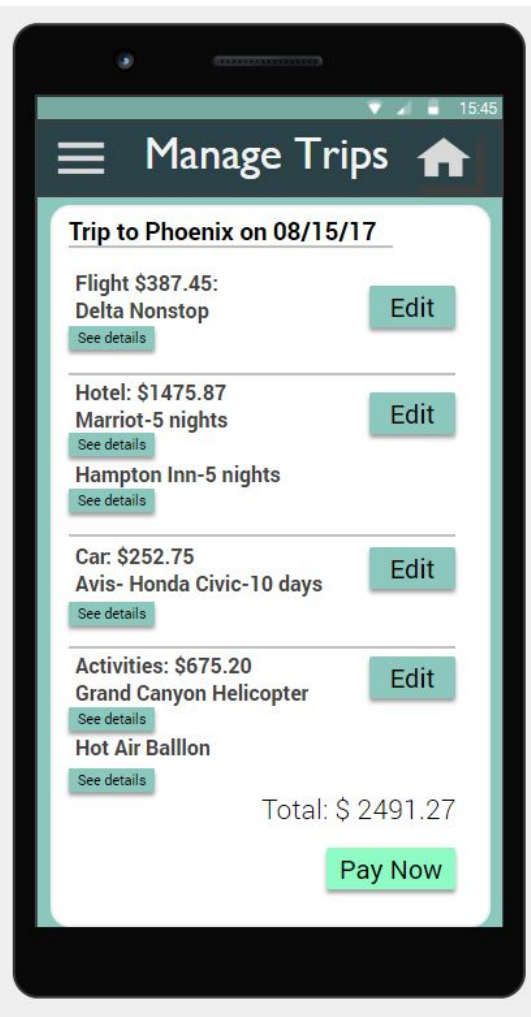 15:45
Manage Trips
Trip to Phoenix on 08/15/17
Flight $387.45:
Delta Nonstop
Edit
See details
Hotel: $1475.87
Marriot-5 nights
Edit
See details
Hampton Inn-5 nights
See details
Car: $252.75
Avis- Honda Civic-10 days
Edit
See details
Activities: $675.20
Grand Canyon Helicopter
Edit
See details
Hot Air Balllon
See details
Total: $ 2491.27
Pay Now